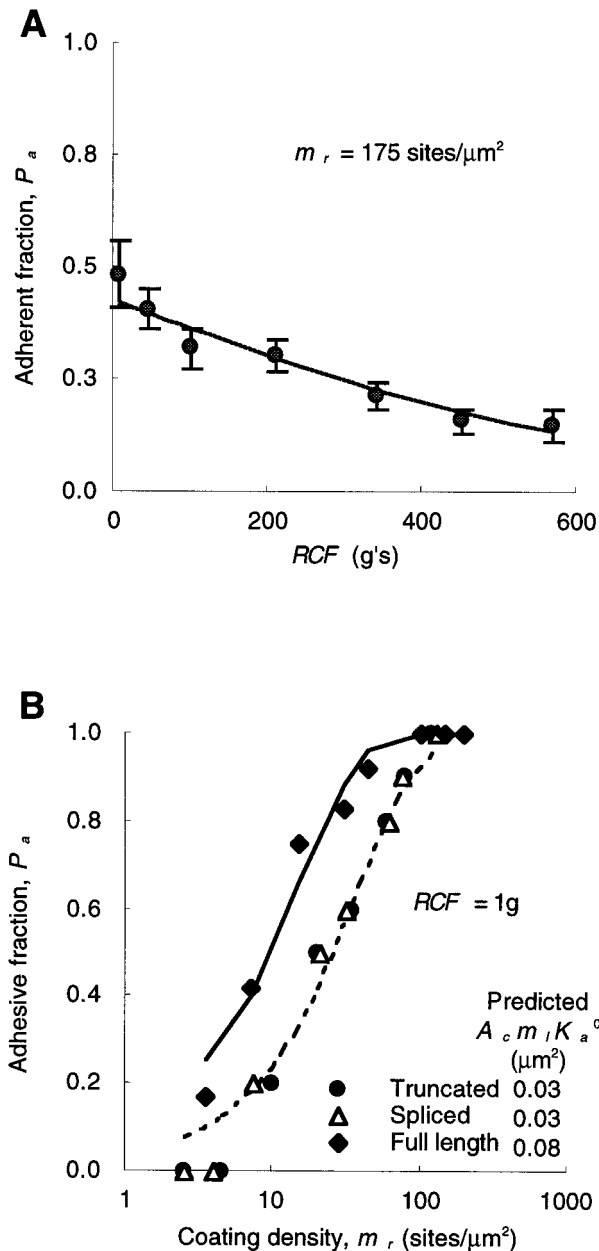 A
1.0
0.8
0.5
0.3
0.0
Adherent fraction, P a
m r = 175 sites/μm²
0 200 400 600
RCF (g's)
B
1.0
0.8
0.6
0.4
0.2
0.0
Adhesive fraction, P a
RCF = 1g
Predicted
A c m l K a 0
(μm²)
Truncated 0.03
Spliced 0.03
Full length 0.08
1 10 100 1000
Coating density, m r (sites/μm²)